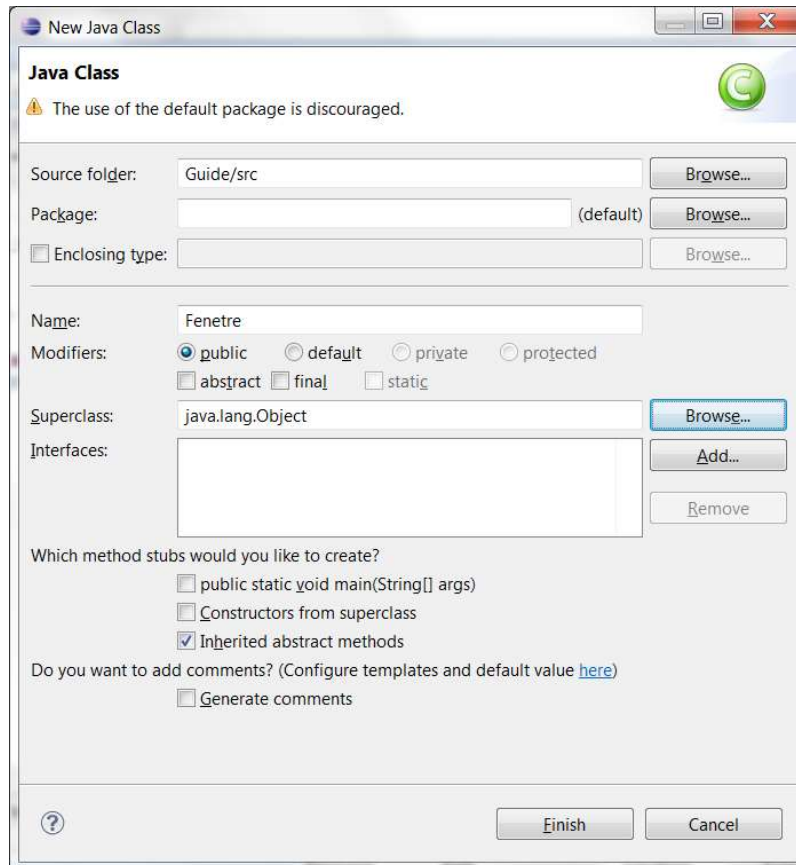 New Java Class
Java Class
The use of the default package is discouraged.
Source folder: Guide/src Browse...
Package: (default) Browse...
Enclosing type: Browse...
Name: Fenetre
Modifiers: public default private protected
abstract final static
Superclass: java.lang.Object Browse...
Interfaces: Add...
Remove
Which method stubs would you like to create?
public static void main(String[] args)
Constructors from superclass
Inherited abstract methods
Do you want to add comments? (Configure templates and default value here)
Generate comments
Finish Cancel